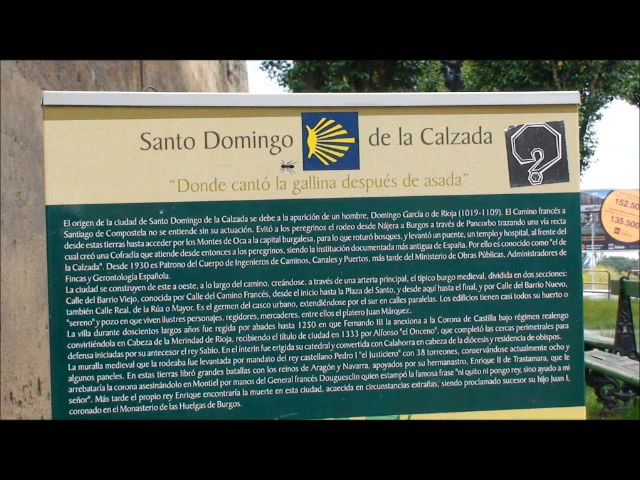 Santo Domingo de la Calzada
"Donde cantó la gallina después de asada"
El origen de la ciudad de Santo Domingo de la Calzada se debe a la aparición de un hombre, Domingo García o de Rioja (1019-1109). El Camino francés a
Santiago de Compostela no se entiende sin su actuación. Evitó a los peregrinos el rodeo desde Nájera a Burgos a través de Pancorbo trazando una vía recta
desde estas tierras hasta acceder por los Montes de Oca a la capital burgalesa, para lo que roturó bosques, y levantó un puente, un templo y hospital, al frente del
cual creó una Cofradía que atiende desde entonces a los peregrinos, siendo la institución documentada más antigua de España. Por ello es conocido como "el de
la Calzada". Desde 1930 es Patrono del Cuerpo de Ingenieros de Caminos, Canales y Puertos, más tarde del Ministerio de Obras Públicas, Administradores de
Fincas y Gerontología Española.
La ciudad se construyen de este a oeste, a lo largo del camino, creándose, a través de una arteria principal, el típico burgo medieval, dividida en dos secciones:
Calle del Barrio Viejo, conocida por Calle del Camino Francés, desde el inicio hasta la Plaza del Santo, y desde aquí hasta el final, y por Calle del Barrio Nuevo,
también Calle Real, de la Rúa o Mayor. Es el germen del casco urbano, extendiéndose por el sur en calles paralelas. Los edificios tienen casi todos su huerto o
"sereno" y pozo en que viven ilustres personajes, regidores, mercaderes, entre ellos el platero Juan Márquez.
La villa durante doscientos largos años fue regida por abades hasta 1250 en que Fernando III la anexiona a la Corona de Castilla bajo régimen realengo
convirtiéndola en Cabeza de la Merindad de Rioja, recibiendo el título de ciudad en 1333 por Alfonso "el Onceno", que completó las cercas perimetrales para
defensa iniciadas por su antecesor el rey Sabio. En el ínterin fue erigida su catedral y convertida con Calahorra en cabeza de la diócesis y residencia de obispos.
La muralla medieval que la rodeaba fue levantada por mandato del rey castellano Pedro I "el Justiciero" con 38 torreones, conservándose actualmente ocho y
algunos paneles. En estas tierras libró grandes batallas con los reinos de Aragón y Navarra, apoyados por su hermanastro, Enrique II de Trastamara, que le
arrebataría la corona asesinándolo en Montiel por manos del General francés Douguesclin quien estampó la famosa frase "ni quito ni pongo rey, sino ayudo a mi
señor". Más tarde el propio rey Enrique encontraría la muerte en esta ciudad, acaecida en circunstancias extrañas, siendo proclamado sucesor su hijo Juan I,
coronado en el Monasterio de las Huelgas de Burgos.
152.50
135.500